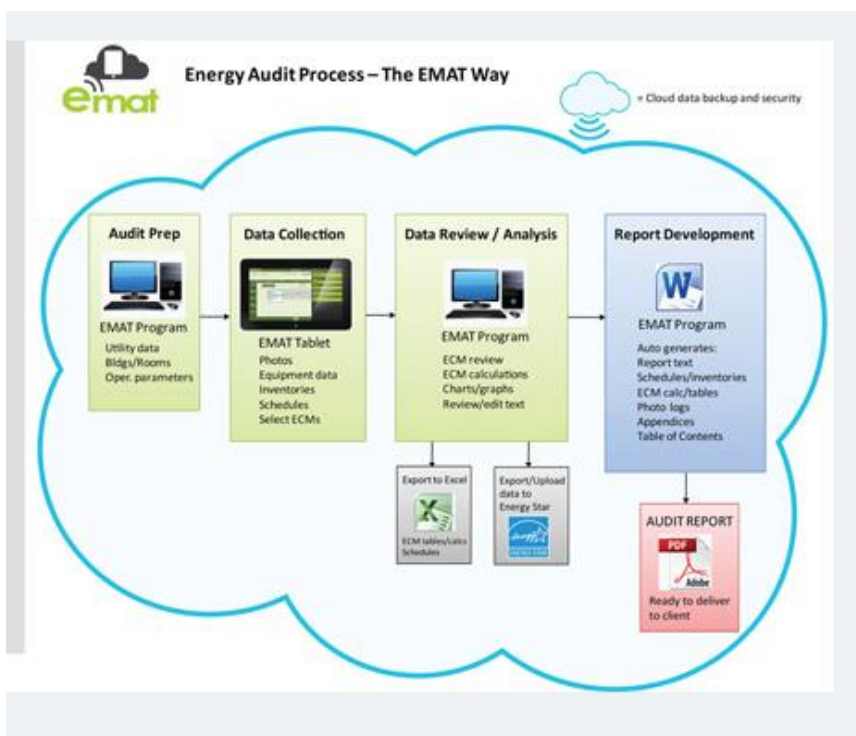 emat
Energy Audit Process – The EMAT Way
= Cloud data backup and security
Audit Prep
EMAT Program
Utility data
Bldgs/Rooms
Oper. parameters
Data Collection
EMAT Tablet
Photos
Equipment data
Inventories
Schedules
Select ECMs
Data Review / Analysis
EMAT Program
ECM review
ECM calculations
Charts/graphs
Review/edit text
Report Development
W
EMAT Program
Auto generates:
Report text
Schedules/inventories
ECM calc/tables
Photo logs
Appendices
Table of Contents
Export to Excel
X
ECM tables/calcs
Schedules
Export/Upload
data to
Energy Star
energy
ENERGY STAR
AUDIT REPORT
PDF
Adobe
Ready to deliver
to client